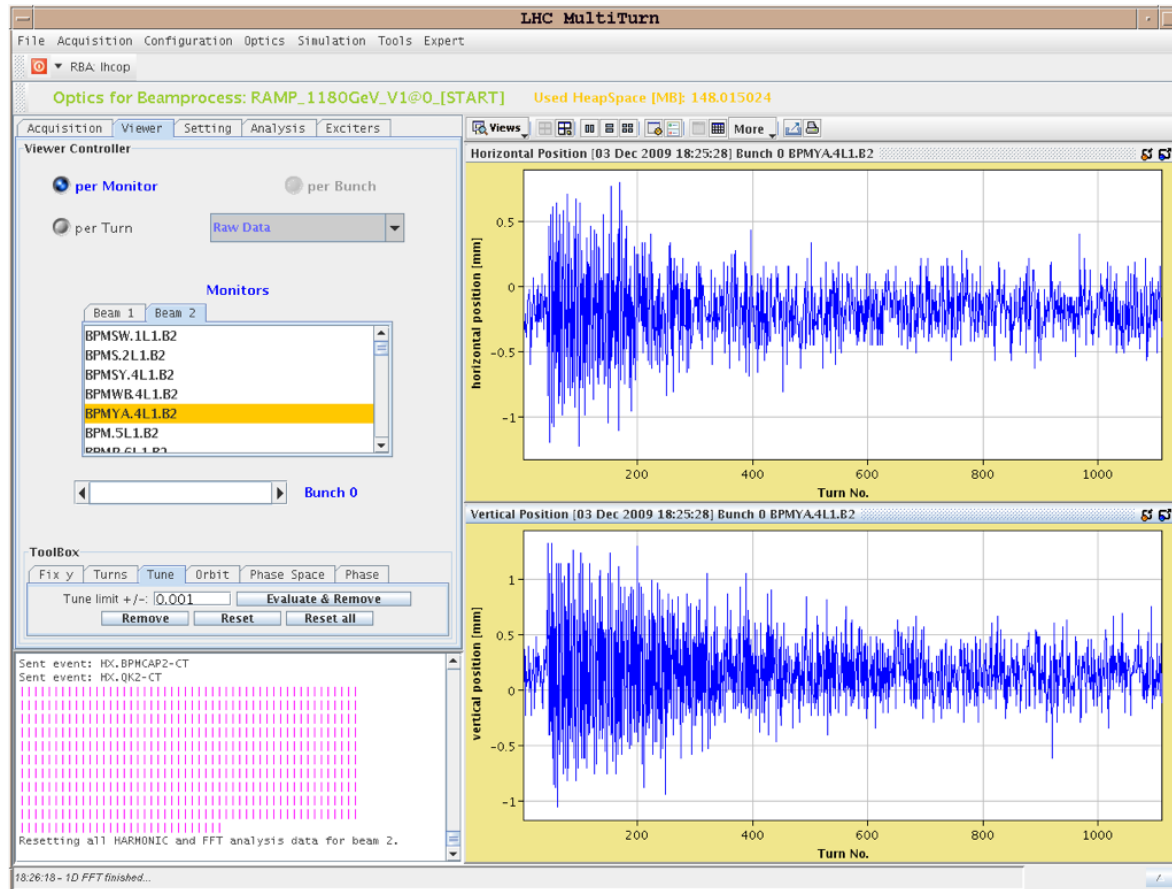 LHC MultiTurn
File Acquisition Configuration Optics Simulation Tools Expert
RBA: lhcop
Optics for Beamprocess: RAMP_1180GeV_V1@0_[START] Used HeapSpace [MB]: 148.015024
Acquisition Viewer Setting Analysis Exciters
Viewer Controller
per Monitor per Bunch
per Turn Raw Data
Monitors
Beam 1 Beam 2
BPMSW.1L1.B2
BPMS.2L1.B2
BPMSY.4L1.B2
BPMWB.4L1.B2
BPMYA.4L1.B2
BPM.5L1.B2
BPMR.6L1.B2
Bunch 0
ToolBox
Fix y Turns Tune Orbit Phase Space Phase
Tune limit +/-: 0.001 Evaluate & Remove
Remove Reset Reset all
Sent event: HX.BPMCAP2-CT
Sent event: HX.QK2-CT
Resetting all HARMONIC and FFT analysis data for beam 2.
18:26:18 - 1D FFT finished...
Views More
Horizontal Position [03 Dec 2009 18:25:28] Bunch 0 BPMYA.4L1.B2
horizontal position [mm]
0.5
0
-0.5
-1
200 400 600 800 1000
Turn No.
Vertical Position [03 Dec 2009 18:25:28] Bunch 0 BPMYA.4L1.B2
vertical position [mm]
1
0.5
0
-0.5
-1
200 400 600 800 1000
Turn No.